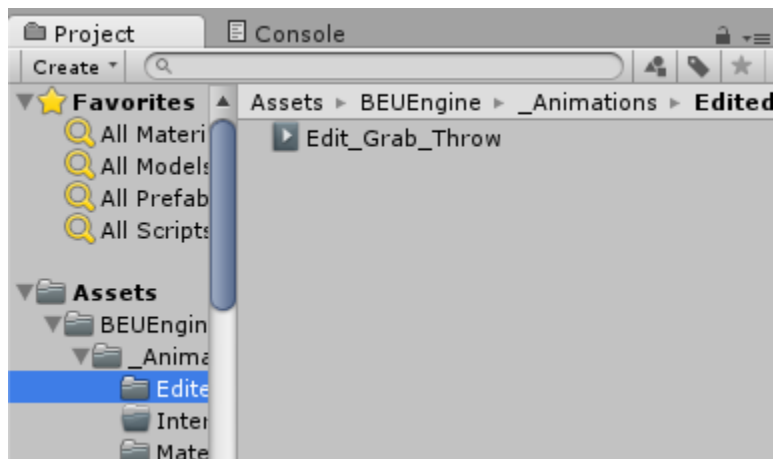 Project
Console
Create
Favorites
All Materi
All Models
All Prefab
All Scripts
Assets
BEUEngin
_Anima
Edite
Inter
Mate
Assets ▸ BEUEngine ▸ _Animations ▸ Edited
Edit_Grab_Throw